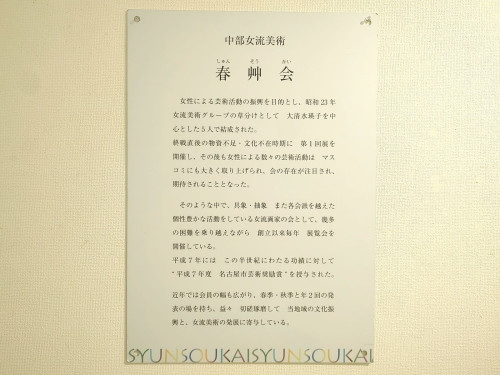 中部女流美術
しゅん そう かい
春艸会
女性による芸術活動の振興を目的とし、昭和23年
女流美術グループの草分けとして 大清水瑛子を中
心とした5人で結成された。
終戦直後の物資不足・文化不在時期に 第1回展を
開催し、その後も女性による数々の芸術活動は マス
コミにも大きく取り上げられ、会の存在が注目され、
期待されることとなった。
そのような中で、具象・抽象 また各会派を越えた
個性豊かな活動をしている女流画家の会として、幾多
の困難を乗り越えながら 創立以来毎年 展覧会を
開催している。
平成7年には この半世紀にわたる功績に対して
“平成7年度 名古屋市芸術奨励賞”を授与された。
近年では会員の幅も広がり、春季・秋季と年2回の発
表の場を持ち、益々 切磋琢磨して 当地域の文化振
興と、女流美術の発展に寄与している。
SYUNSOUKAISYUNSOUKAI